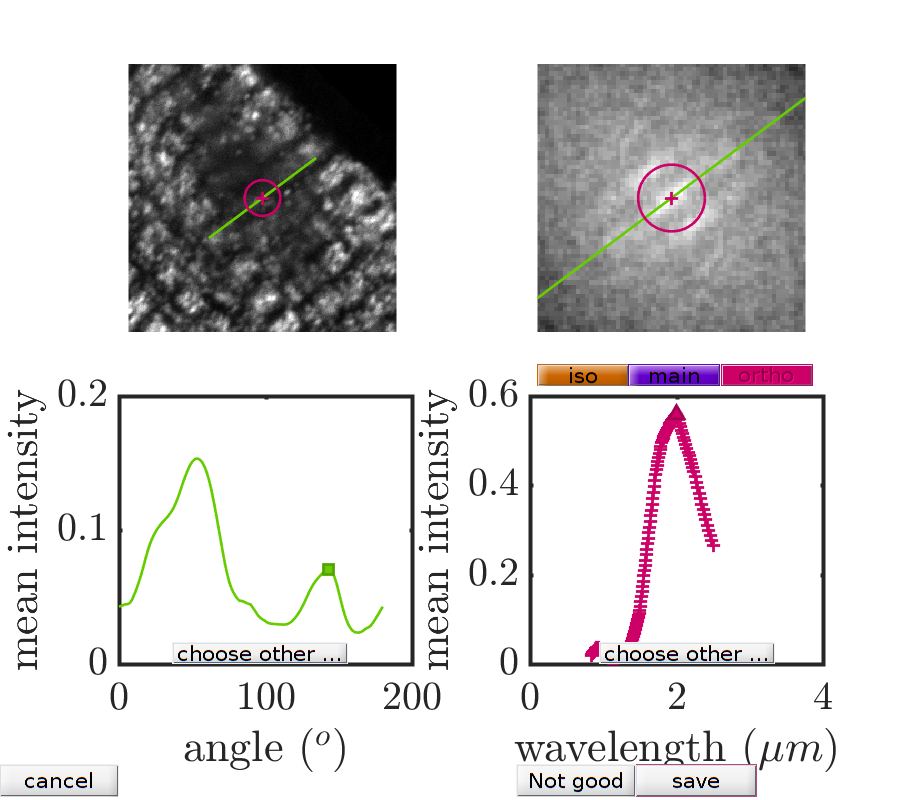 iso main ortho
0.2
0.1
0
mean intensity
choose other ...
0 100 200
angle (o)
0.6
0.4
0.2
0
mean intensity
choose other ...
0 2 4
wavelength (μm)
cancel Not good save